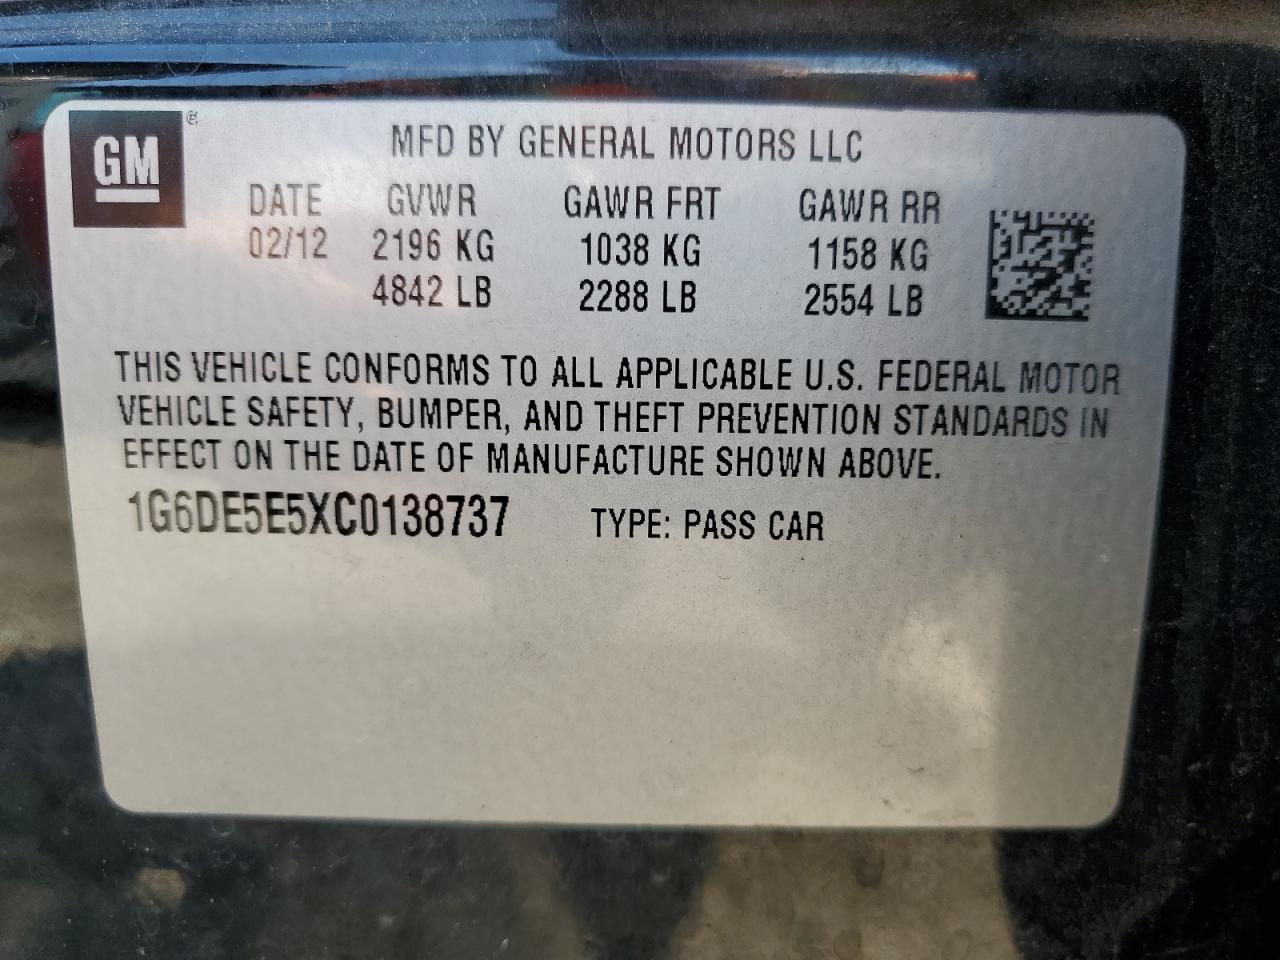 GM
MFD BY GENERAL MOTORS LLC
DATE GVWR GAWR FRT GAWR RR
02/12 2196 KG 1038 KG 1158 KG
4842 LB 2288 LB 2554 LB
THIS VEHICLE CONFORMS TO ALL APPLICABLE U.S. FEDERAL MOTOR
VEHICLE SAFETY, BUMPER, AND THEFT PREVENTION STANDARDS IN
EFFECT ON THE DATE OF MANUFACTURE SHOWN ABOVE.
1G6DE5E5XC0138737 TYPE: PASS CAR